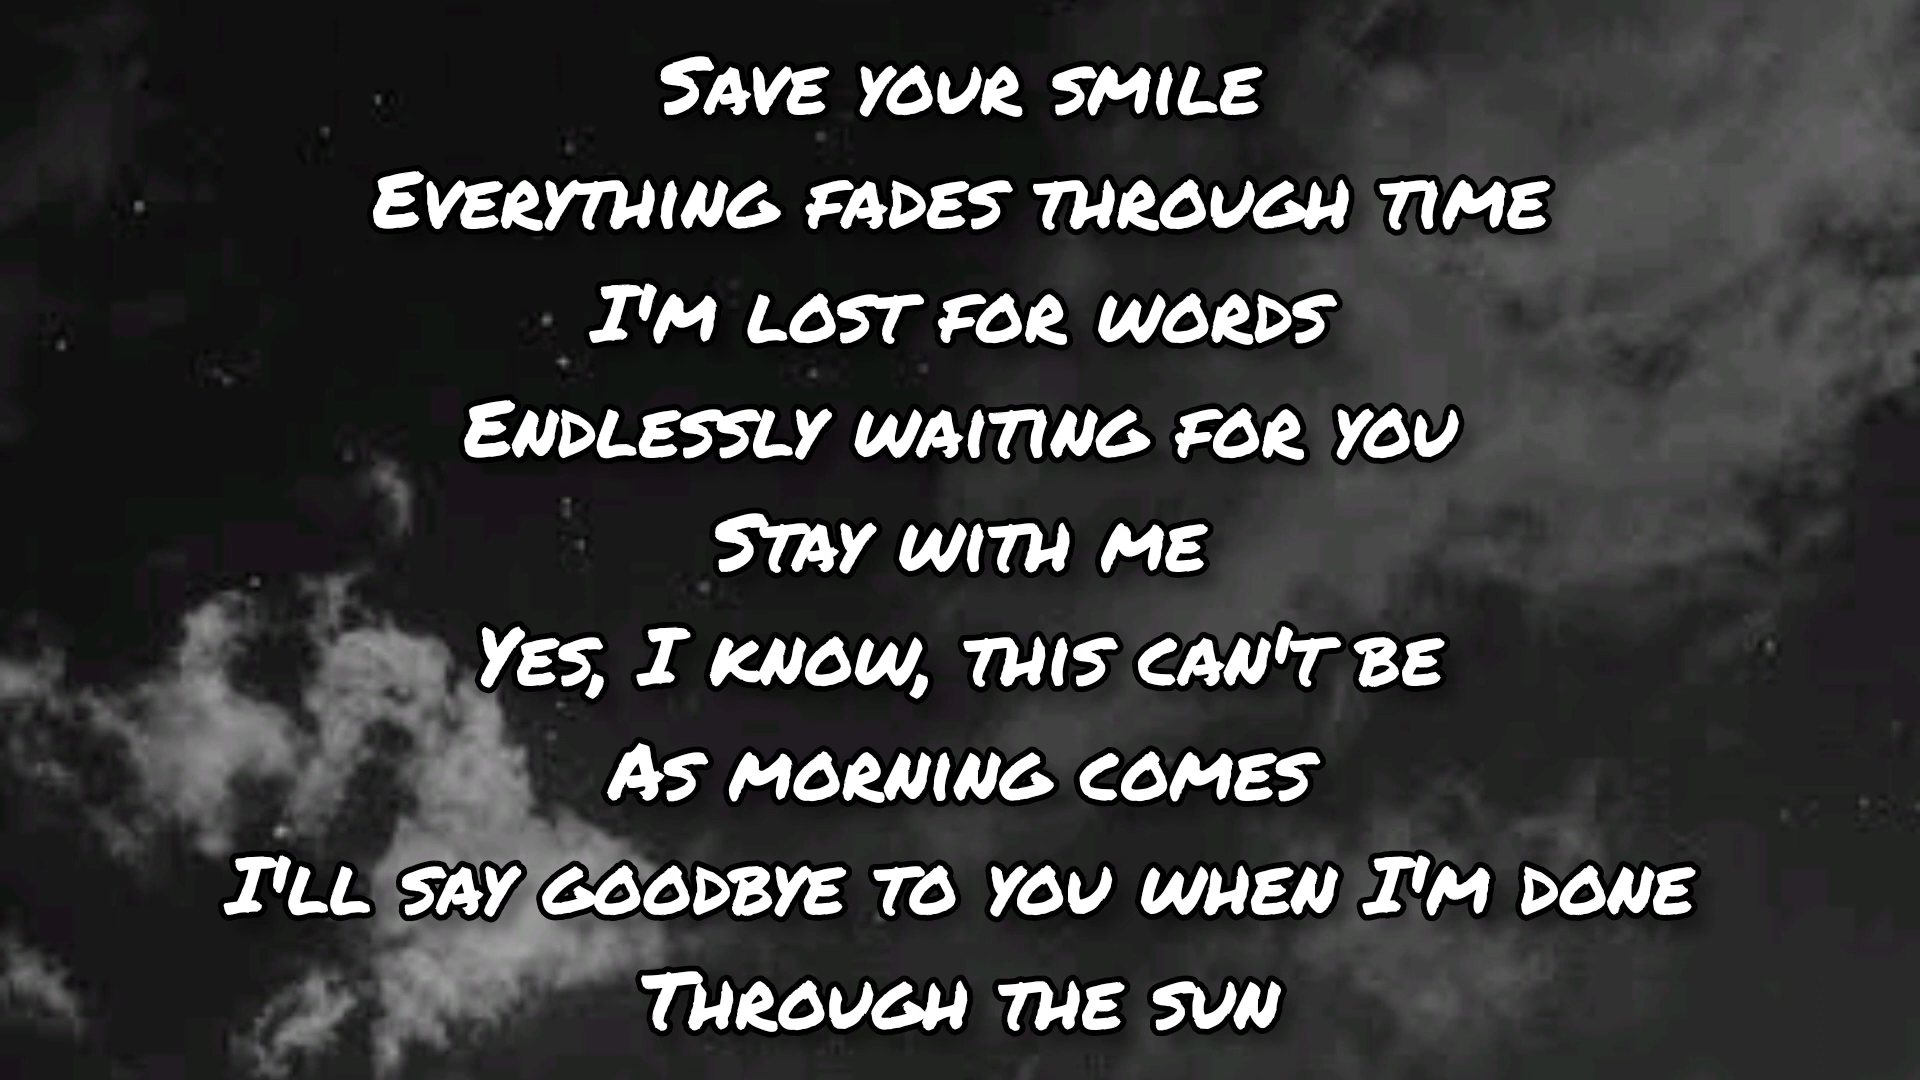 Save your smile
Everything fades through time
I'm lost for words
Endlessly waiting for you
Stay with me
Yes, I know, this can't be
As morning comes
I'll say goodbye to you when I'm done
Through the sun